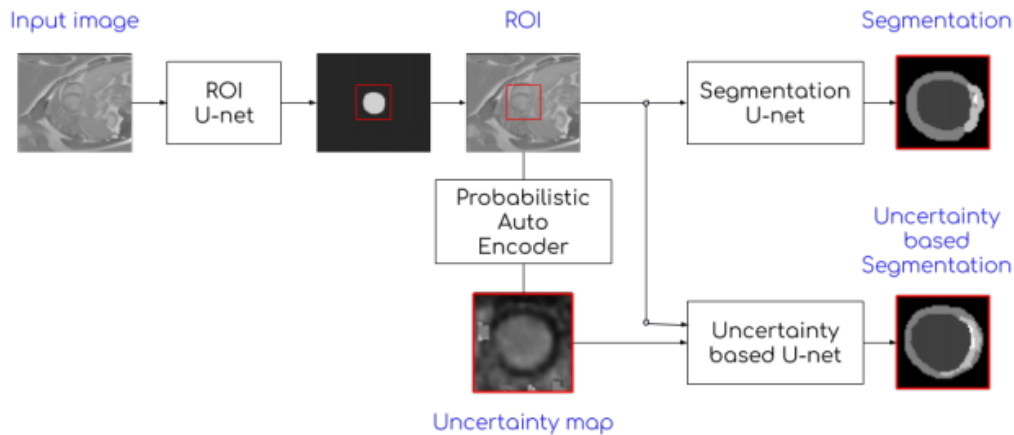 Input image
ROI
Segmentation
ROI
U-net
Segmentation
U-net
Probabilistic
Auto
Encoder
Uncertainty
based
Segmentation
Uncertainty
based U-net
Uncertainty map